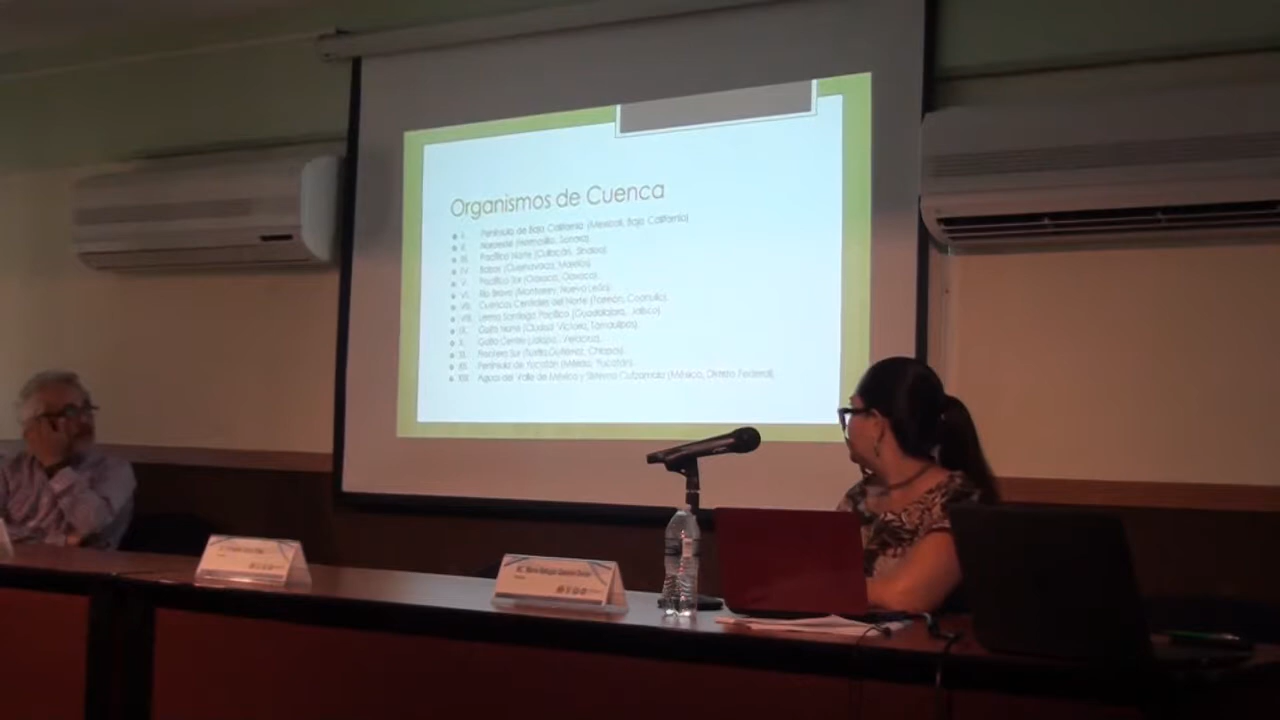 Organismos de Cuenca
I. Península de Baja California (Mexicali, Baja California)
II. Noroeste (Hermosillo, Sonora)
III. Pacífico Norte (Culiacán, Sinaloa)
IV. Balsas (Cuernavaca, Morelos)
V. Pacífico Sur (Oaxaca, Oaxaca)
VI. Río Bravo (Monterrey, Nuevo León)
VII. Cuencas Centrales del Norte (Torreón, Coahuila)
VIII. Lerma Santiago Pacífico (Guadalajara, Jalisco)
IX. Golfo Norte (Ciudad Victoria, Tamaulipas)
X. Golfo Centro (Jalapa, Veracruz)
XI. Frontera Sur (Tuxtla Gutiérrez, Chiapas)
XII. Península de Yucatán (Mérida, Yucatán)
XIII. Aguas del Valle de México y Sistema Cutzamala (México, Distrito Federal)